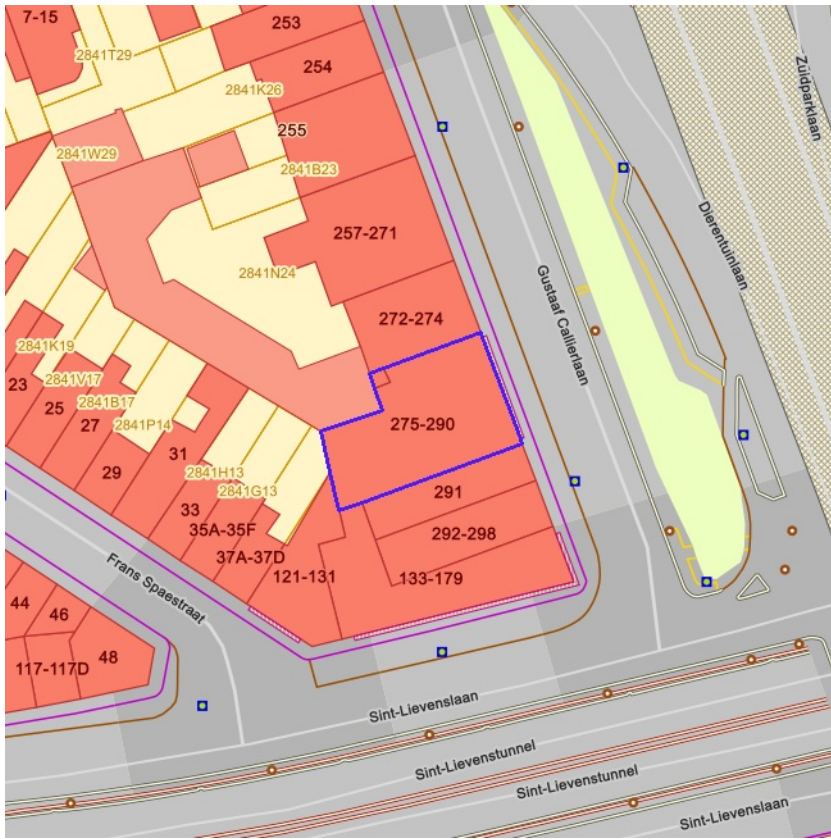 7-15
253
2841T29
254
Zuidparklaan
2841K26
255
2841W29
2841B23
Dierentuinlaan
257-271
2841N24
Gustaaf Callierlaan
272-274
2841K19
23
2841V17
25
2841B17
27
2841P14
275-290
31
29
2841H13
2841G13
291
33
35A-35F
292-298
37A-37D
Frans Spaestraat
121-131
133-179
44
46
48
117-117D
Sint-Lievenslaan
Sint-Lievenstunnel
Sint-Lievenstunnel
Sint-Lievenslaan